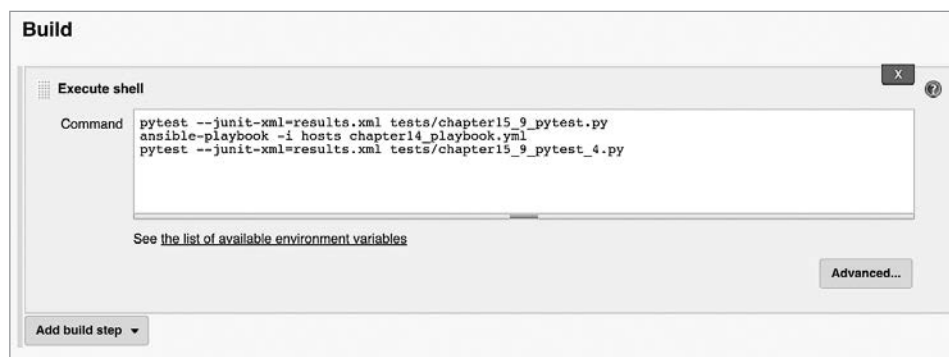 Build
X
Execute shell
?
Command
pytest --junit-xml=results.xml tests/chapter15_9_pytest.py
ansible-playbook -i hosts chapter14_playbook.yml
pytest --junit-xml=results.xml tests/chapter15_9_pytest_4.py
See the list of available environment variables
Advanced...
Add build step